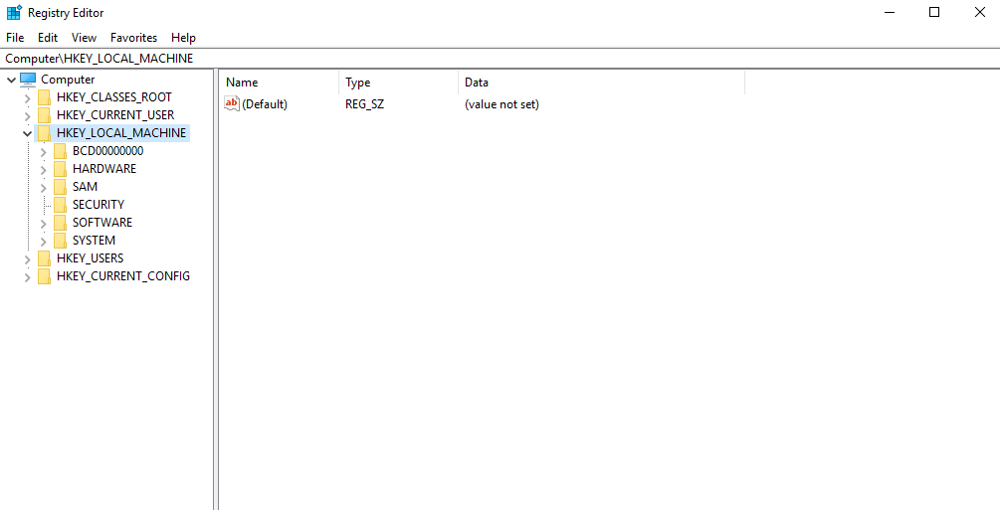 Registry Editor
File Edit View Favorites Help
Computer\HKEY_LOCAL_MACHINE
Computer
HKEY_CLASSES_ROOT
HKEY_CURRENT_USER
HKEY_LOCAL_MACHINE
BCD00000000
HARDWARE
SAM
SECURITY
SOFTWARE
SYSTEM
HKEY_USERS
HKEY_CURRENT_CONFIG
Name Type Data
ab (Default) REG_SZ (value not set)